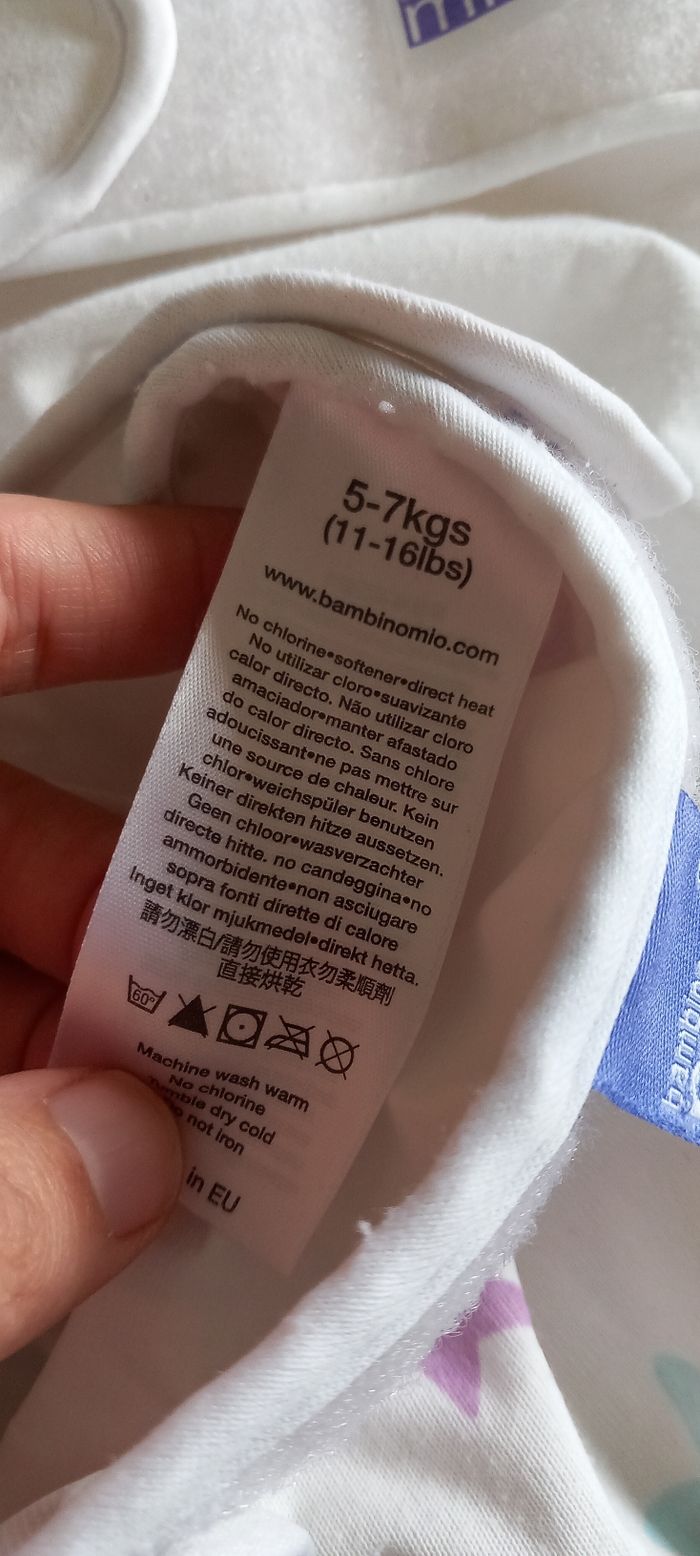 5-7kgs
(11-16lbs)
www.bambinomio.com
No chlorine•softener•direct heat
No utilizar cloro•suavizante
calor directo. Não utilizar cloro
amaciador•manter afastado
do calor directo. Sans chlore
adoucissant•ne pas mettre sur
une source de chaleur. Kein
chlor•weichspüler benutzen
Keiner direkten hitze aussetzen.
Geen chloor•wasverzachter
directe hitte. no candeggina•no
ammorbidente•non asciugare
sopra fonti dirette di calore
Inget klor mjukmedel•direkt hetta.
請勿漂白/請勿使用衣勿柔順劑
直接烘乾
60°
Machine wash warm
No chlorine
Tumble dry cold
not iron
in EU